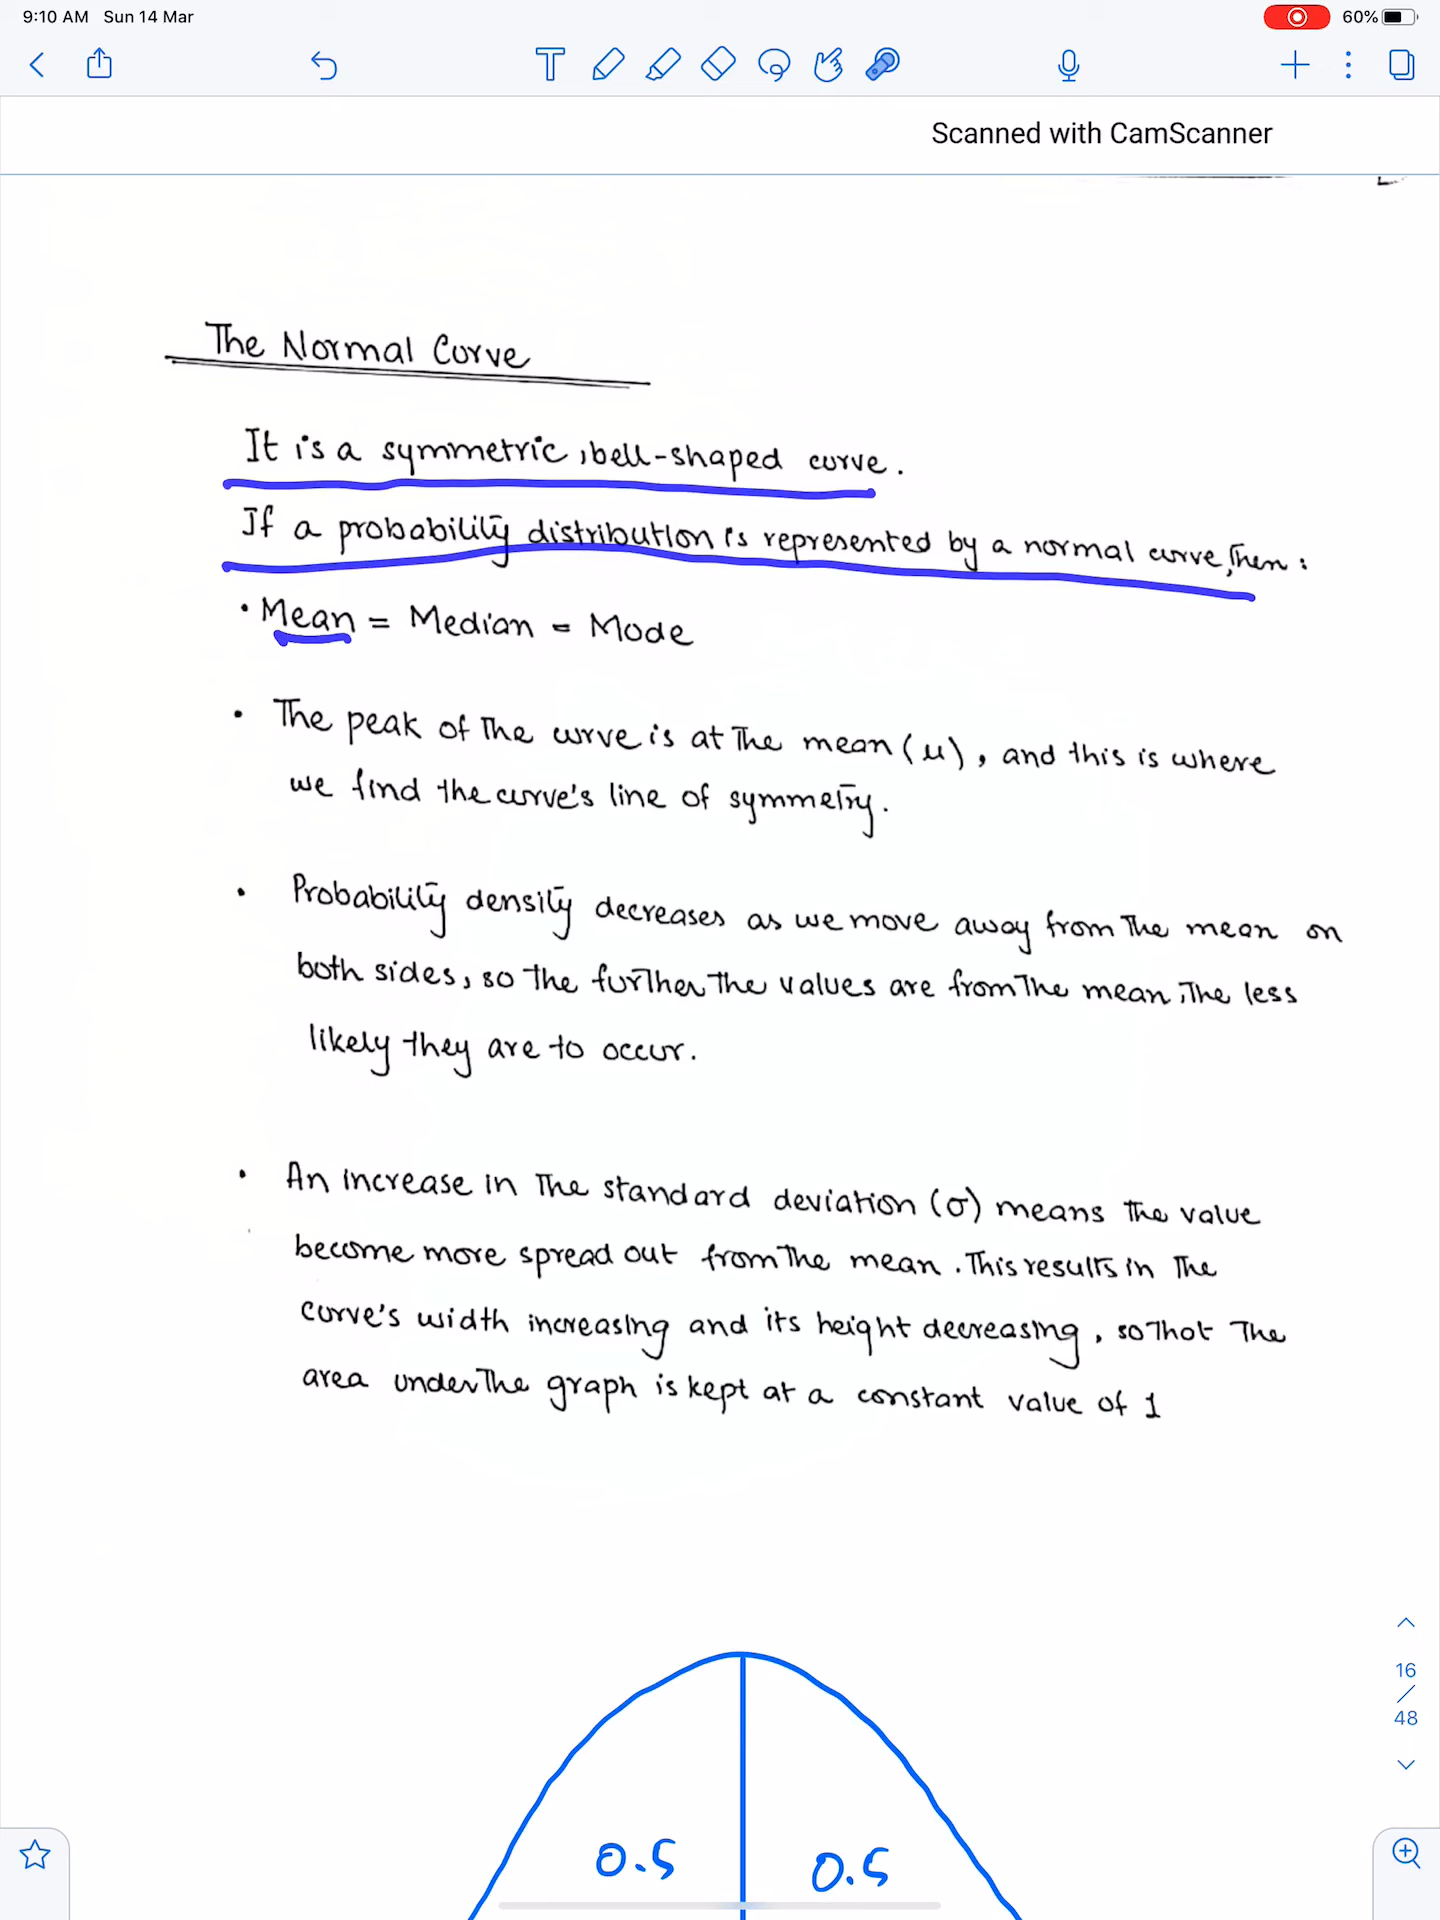 9:10 AM Sun 14 Mar
60%
Scanned with CamScanner
The Normal Curve
It is a symmetric, bell-shaped curve.
If a probability distribution is represented by a normal curve, then:
• Mean = Median = Mode
• The peak of the curve is at the mean (μ), and this is where
we find the curve's line of symmetry.
• Probability density decreases as we move away from the mean on
both sides, so the further the values are from the mean, the less
likely they are to occur.
• An increase in the standard deviation (σ) means the value
become more spread out from the mean. This results in the
curve's width increasing and its height decreasing, so that the
area under the graph is kept at a constant value of 1
16
/
48
0.5 0.5